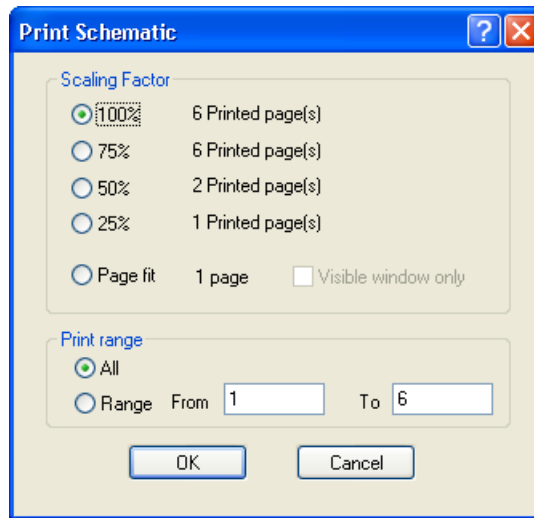 Print Schematic
Scaling Factor
100% 6 Printed page(s)
75% 6 Printed page(s)
50% 2 Printed page(s)
25% 1 Printed page(s)
Page fit 1 page Visible window only
Print range
All
Range From 1 To 6
OK Cancel